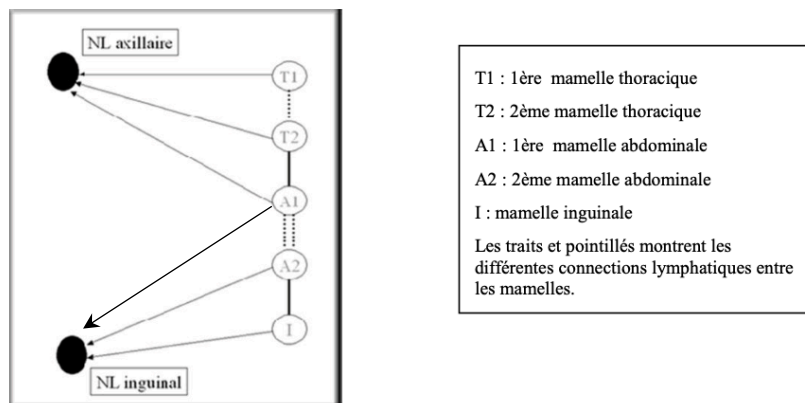 NL axillaire
T1
T2
A1
A2
I
NL inguinal
T1 : 1ère mamelle thoracique
T2 : 2ème mamelle thoracique
A1 : 1ère mamelle abdominale
A2 : 2ème mamelle abdominale
I : mamelle inguinale
Les traits et pointillés montrent les
différentes connections lymphatiques entre
les mamelles.